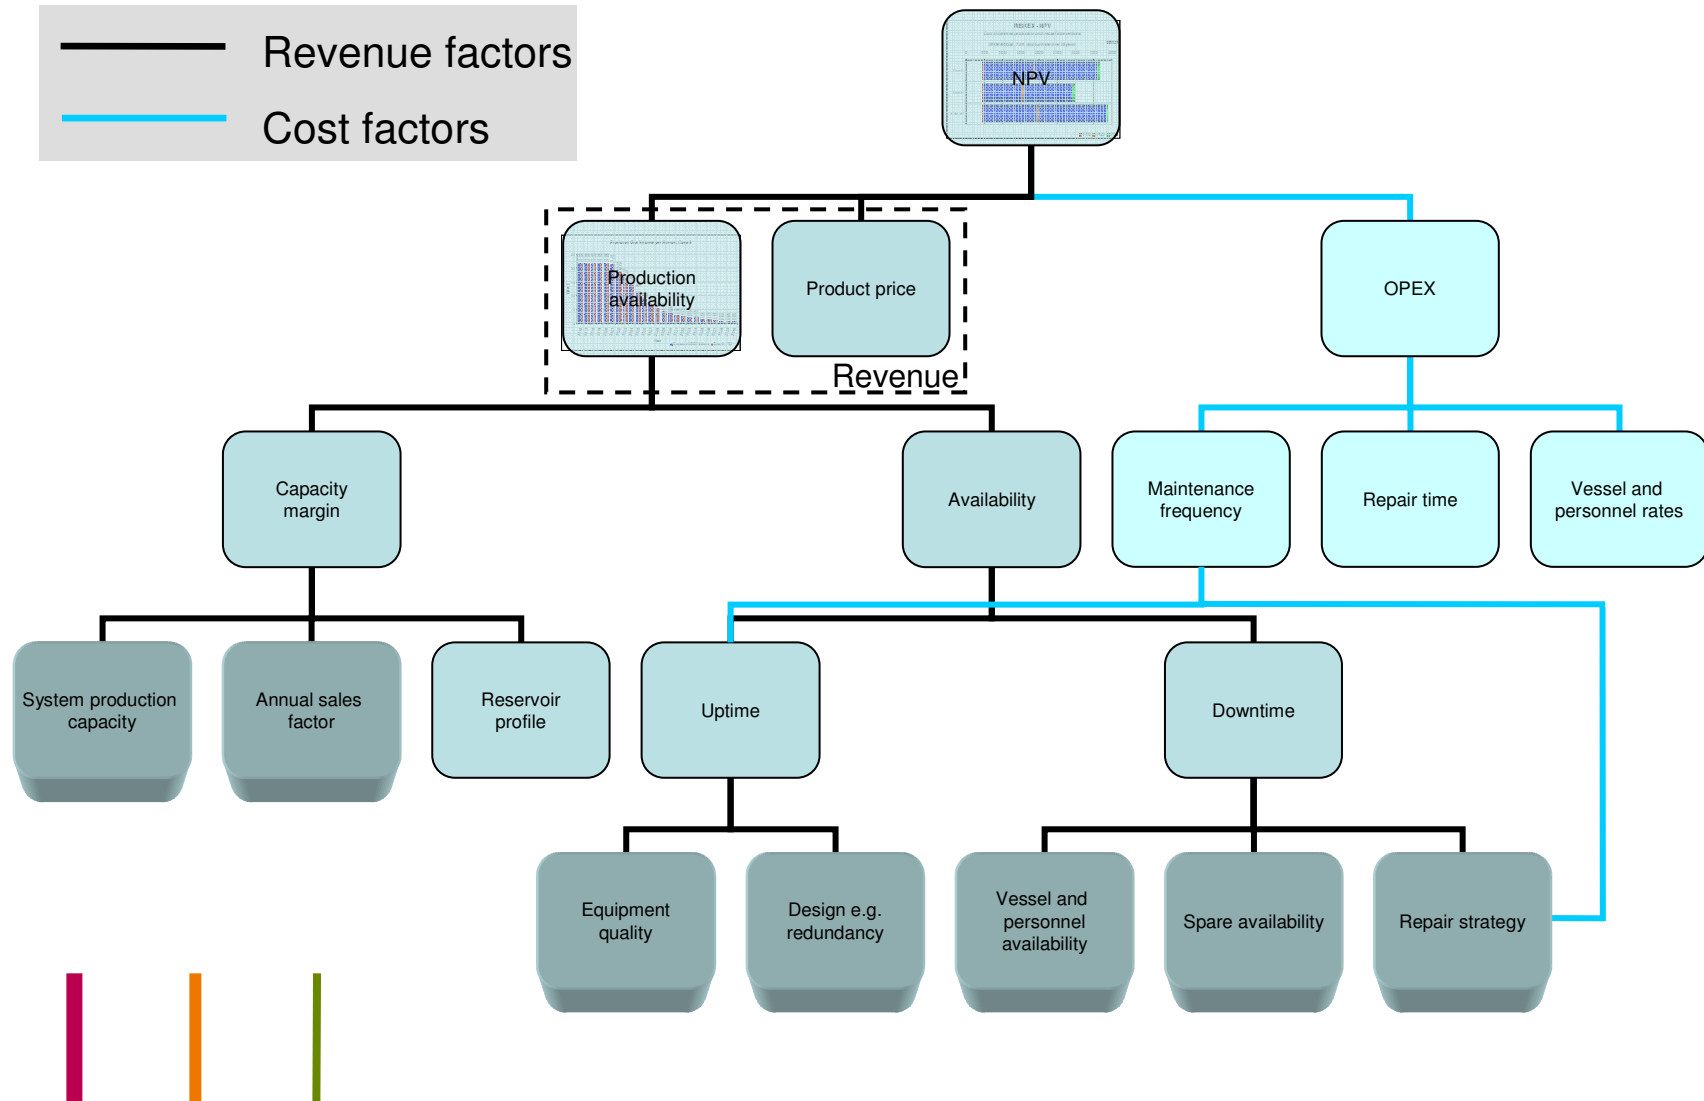 Revenue factors
Cost factors
NPV
Production
availability
Product price
OPEX
Revenue
Capacity
margin
Availability
Maintenance
frequency
Repair time
Vessel and
personnel rates
System production
capacity
Annual sales
factor
Reservoir
profile
Uptime
Downtime
Equipment
quality
Design e.g.
redundancy
Vessel and
personnel
availability
Spare availability
Repair strategy